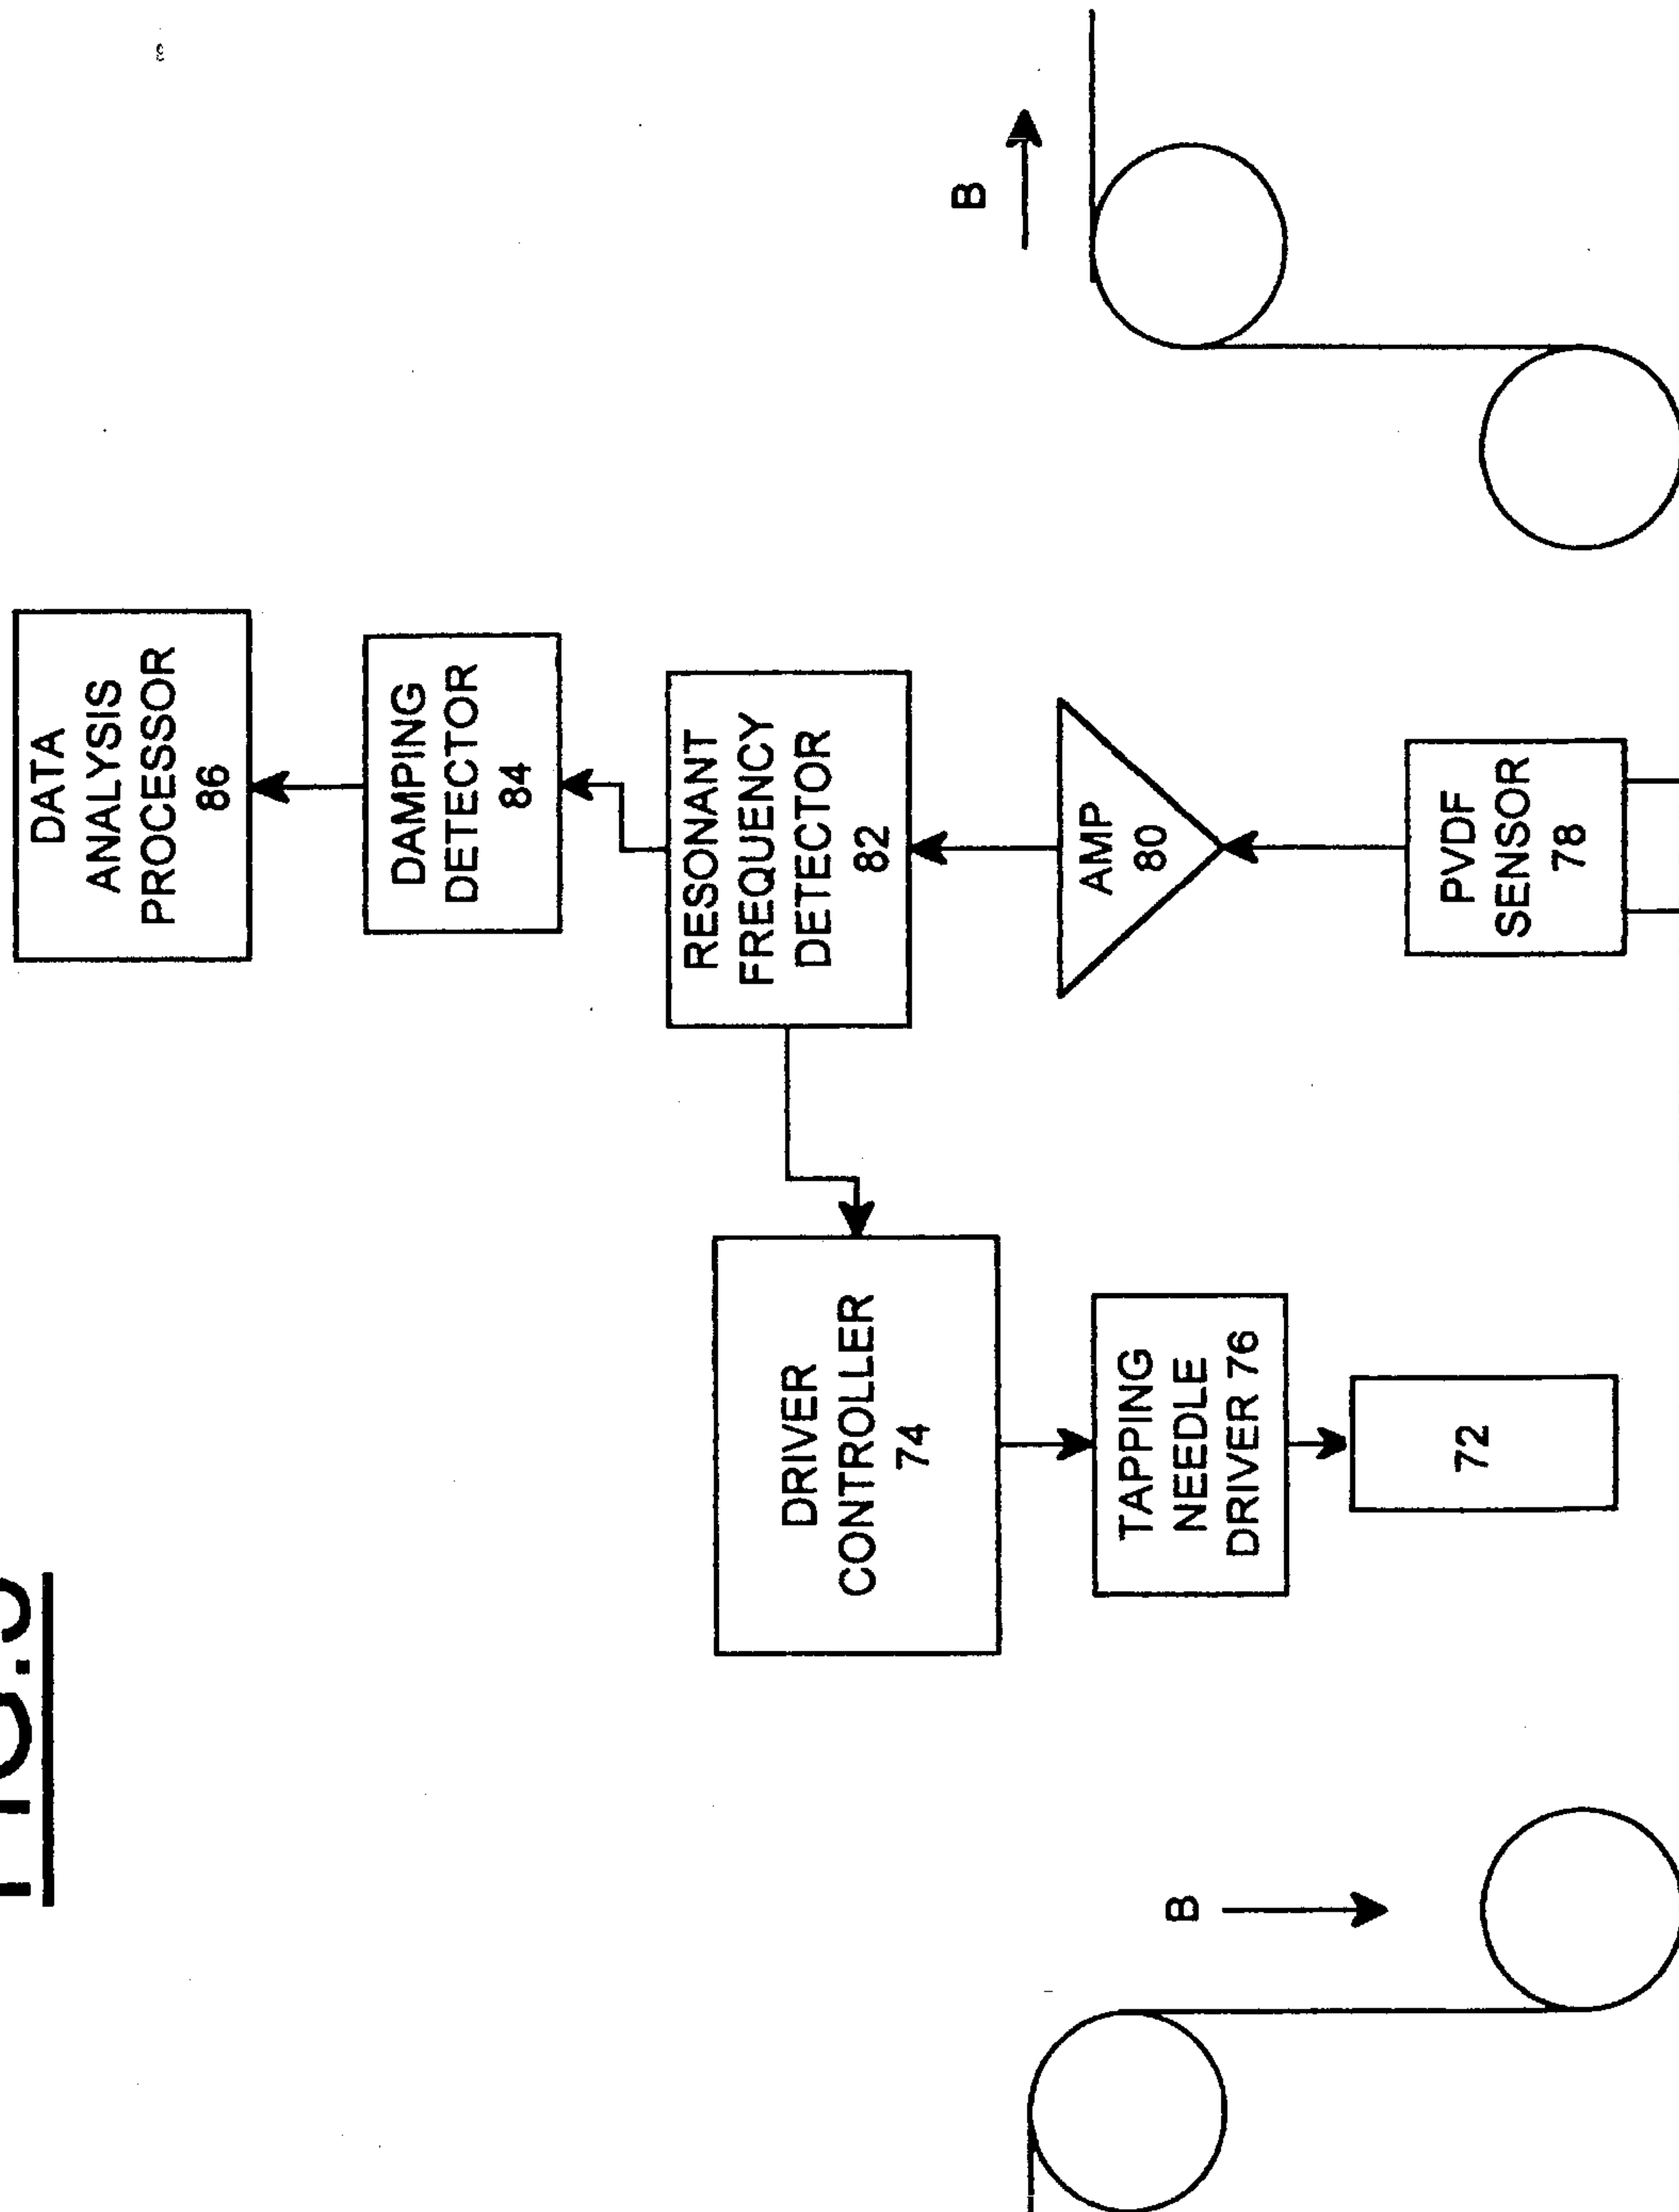 FIG.
DATA
ANALYSIS
PROCESSOR
86
DAMPING
DETECTOR
84
RESONANT
FREQUENCY
DETECTOR
82
DRIVER
CONTROLLER
74
B
AMP
80
TAPPING
NEEDLE
DRIVER 76
B
72
PVDF
SENSOR
78